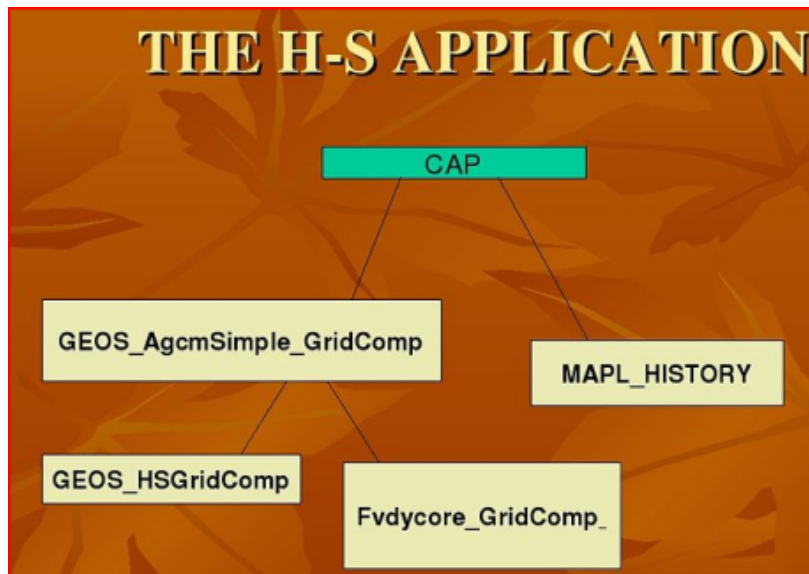 THE H-S APPLICATION
CAP
GEOS_AgcmSimple_GridComp
MAPL_HISTORY
GEOS_HSGridComp
Fvdycore_GridComp_